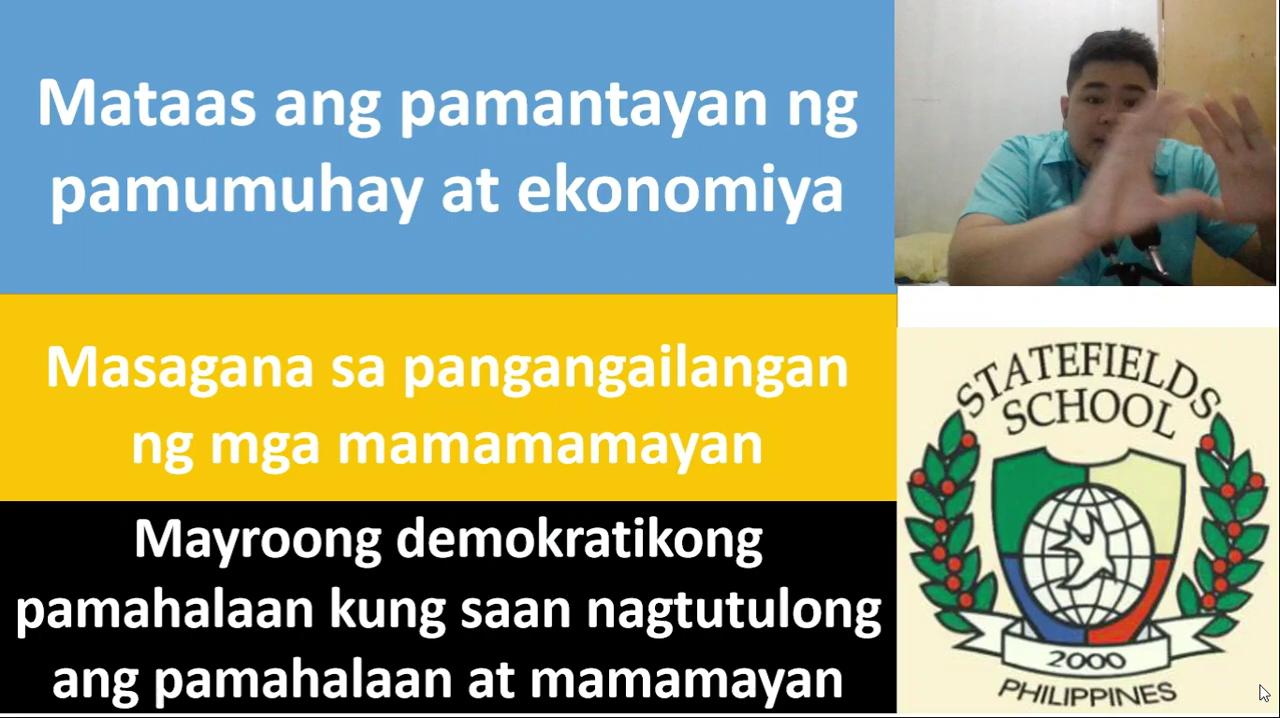 Mataas ang pamantayan ng
pamumuhay at ekonomiya
Masagana sa pangangailangan
ng mga mamamamayan
Mayroong demokratikong
pamahalaan kung saan nagtutulong
ang pamahalaan at mamamayan
STATEFIELDS
SCHOOL
2000
PHILIPPINES